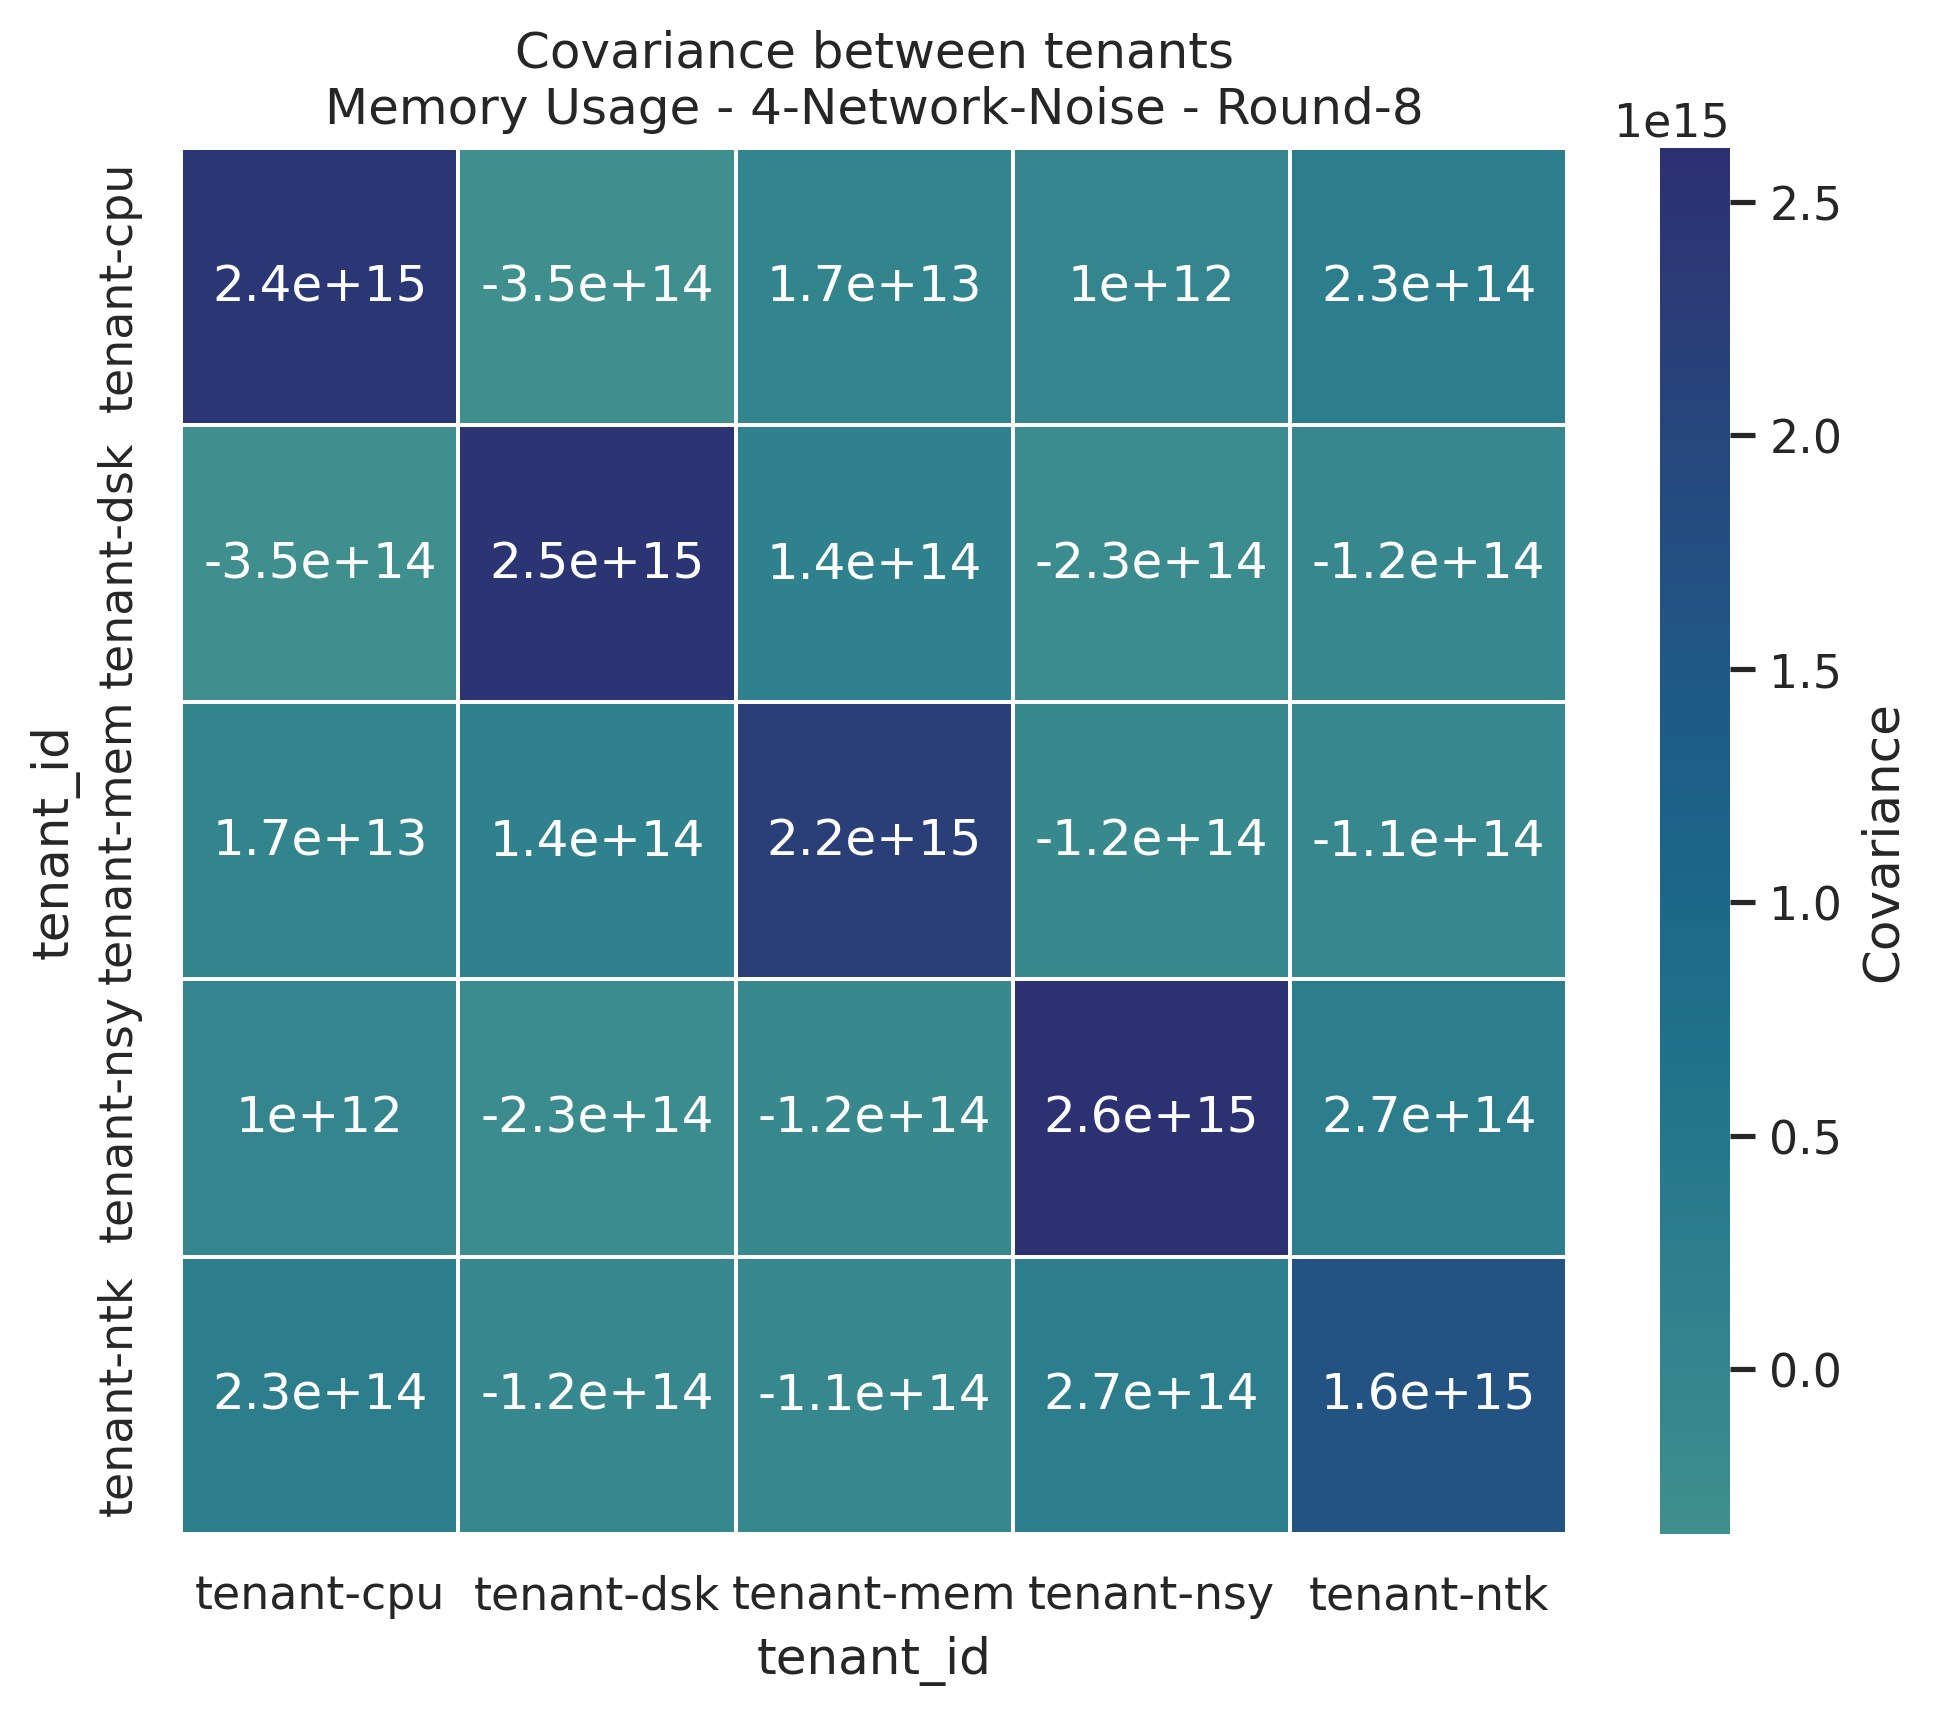 Covariance between tenants
Memory Usage - 4-Network-Noise - Round-8
1e15
tenant-cpu
2.4e+15 -3.5e+14 1.7e+13 1e+12 2.3e+14
tenant-dsk
-3.5e+14 2.5e+15 1.4e+14 -2.3e+14 -1.2e+14
tenant-mem
1.7e+13 1.4e+14 2.2e+15 -1.2e+14 -1.1e+14
tenant-nsy
1e+12 -2.3e+14 -1.2e+14 2.6e+15 2.7e+14
tenant-ntk
2.3e+14 -1.2e+14 -1.1e+14 2.7e+14 1.6e+15
tenant_id
tenant-cpu tenant-dsk tenant-mem tenant-nsy tenant-ntk
tenant_id
2.5
2.0
1.5
1.0
0.5
0.0
Covariance